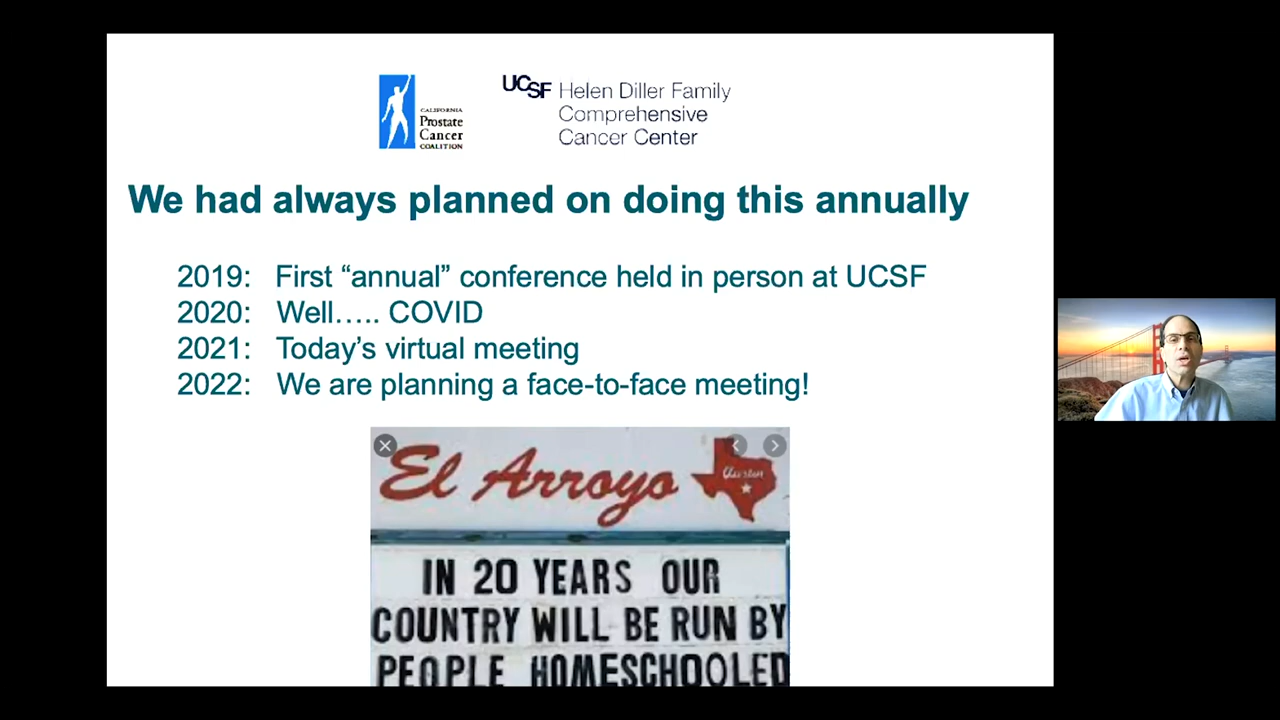 CALIFORNIA
Prostate
Cancer
COALITION
UCSF Helen Diller Family
Comprehensive
Cancer Center
We had always planned on doing this annually
2019: First “annual” conference held in person at UCSF
2020: Well….. COVID
2021: Today’s virtual meeting
2022: We are planning a face-to-face meeting!
El Arroyo
Austin
IN 20 YEARS OUR
COUNTRY WILL BE RUN BY
PEOPLE HOMESCHOOLED